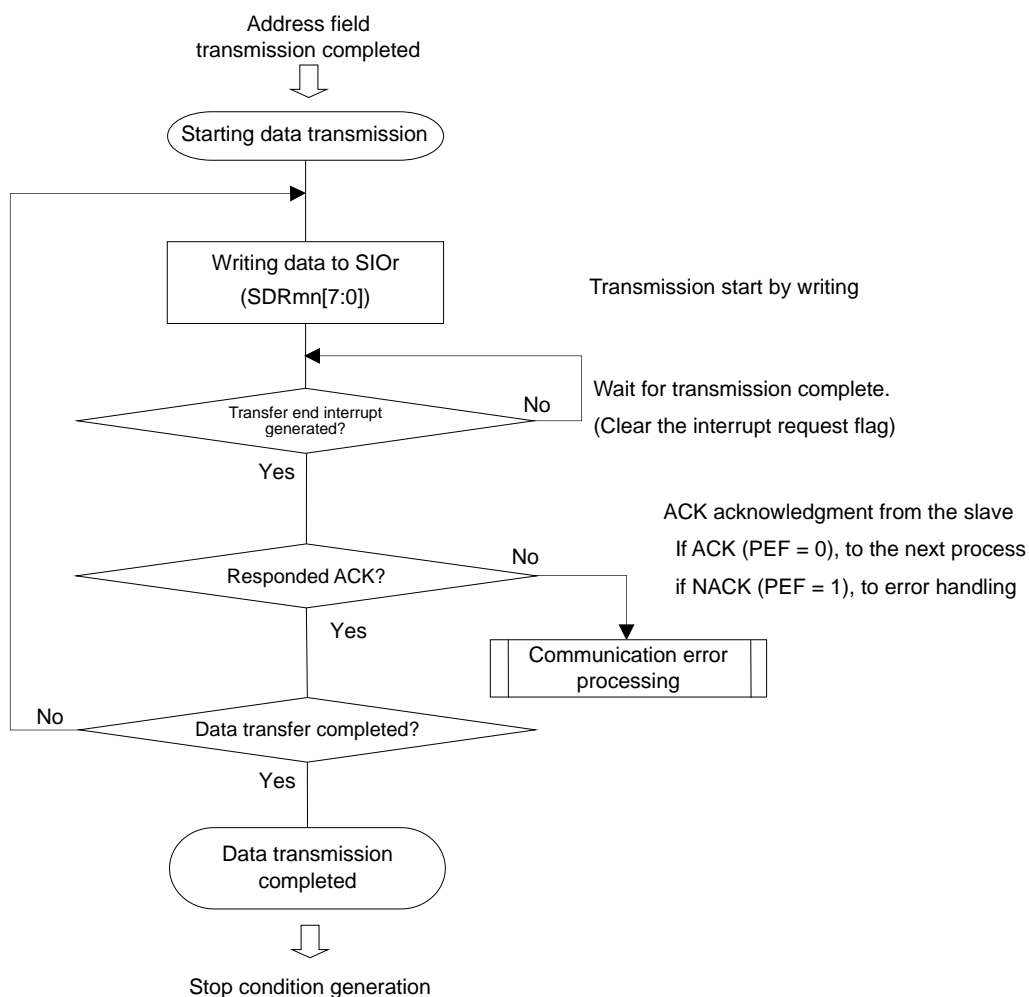 Address field
transmission completed
Starting data transmission
Writing data to SIOr
(SDRmn[7:0])
Transmission start by writing
Transfer end interrupt
generated?
No
Wait for transmission complete.
(Clear the interrupt request flag)
Yes
Responded ACK?
No
ACK acknowledgment from the slave
If ACK (PEF = 0), to the next process
if NACK (PEF = 1), to error handling
Yes
Communication error
processing
No
Data transfer completed?
Yes
Data transmission
completed
Stop condition generation